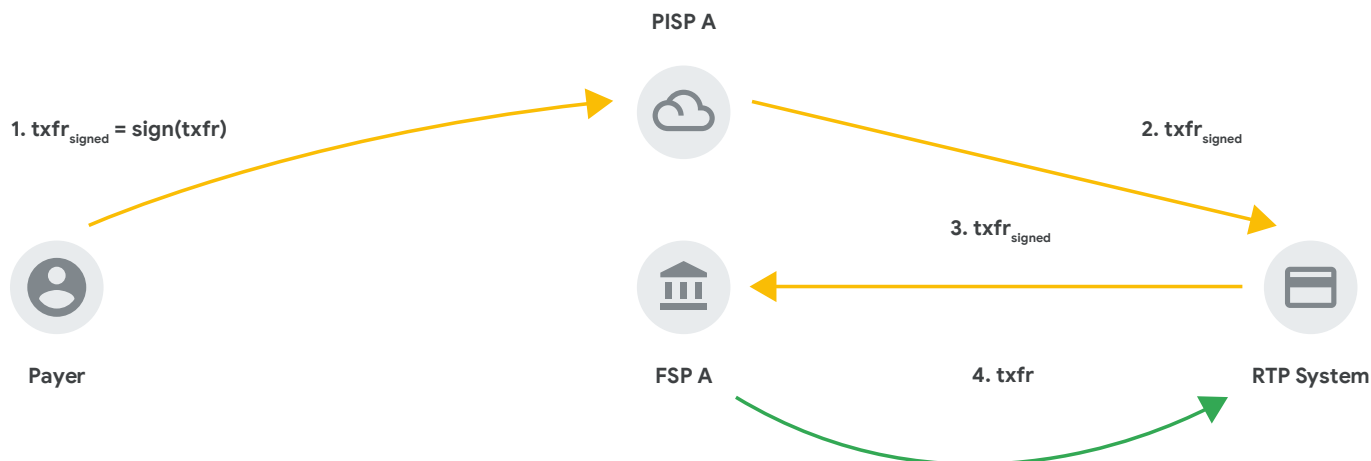 PISP A
1. txfrsigned = sign(txfr)
2. txfrsigned
3. txfrsigned
Payer
FSP A
4. txfr
RTP System